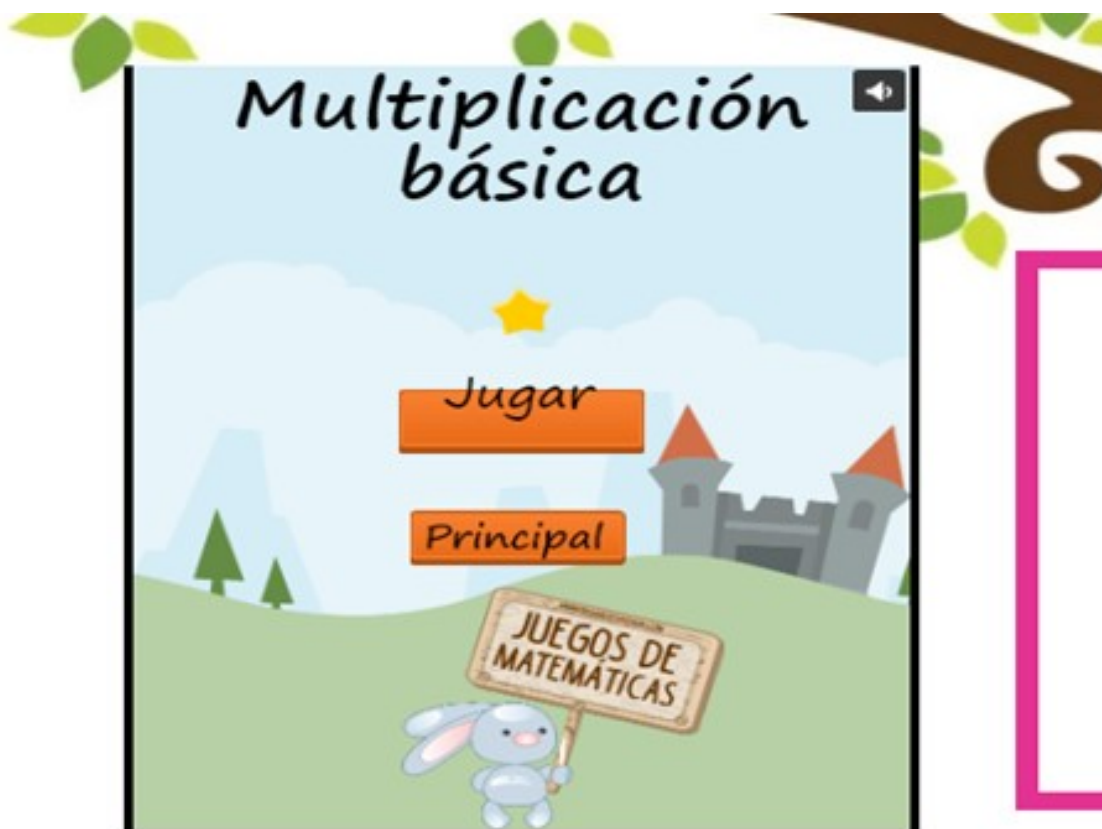 Multiplicación
básica
Jugar
Principal
JUEGOS DE
MATEMÁTICAS